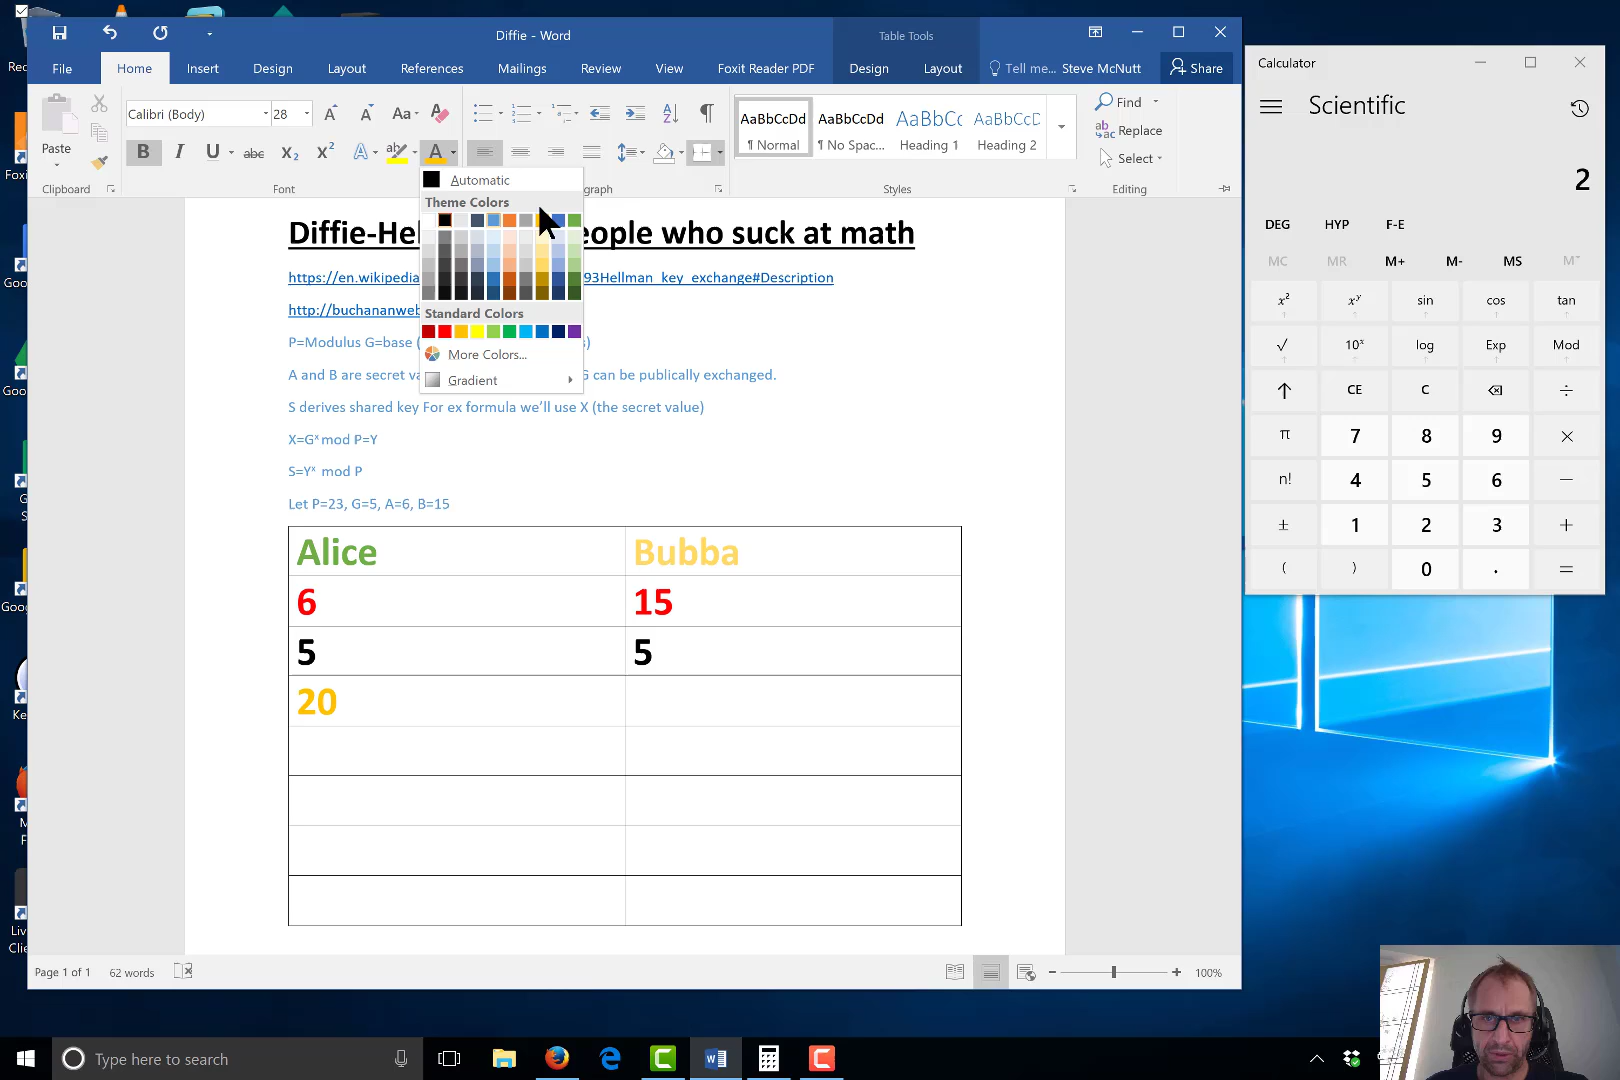 Diffie - Word
Table Tools
File
Home
Insert
Design
Layout
References
Mailings
Review
View
Foxit Reader PDF
Design
Layout
Tell me...
Steve McNutt
Share
Paste
Calibri (Body)
28
Aa
AaBbCcDd
¶ Normal
AaBbCcDd
¶ No Spac...
AaBbCc
Heading 1
AaBbCcD
Heading 2
Find
Replace
Select
Clipboard
Font
graph
Styles
Editing
Automatic
Theme Colors
Standard Colors
More Colors...
Gradient
Diffie-Hel eople who suck at math
https://en.wikipedia 93Hellman_key_exchange#Description
http://buchananweb
P=Modulus G=base ( s)
A and B are secret va G can be publically exchanged.
S derives shared key For ex formula we’ll use X (the secret value)
X=Gˣ mod P=Y
S=Yˣ mod P
Let P=23, G=5, A=6, B=15
Alice Bubba
6 15
5 5
20
Page 1 of 1
62 words
100%
Calculator
Scientific
2
DEG HYP F-E
MC MR M+ M- MS M˅
x² xʸ sin cos tan
√ 10ˣ log Exp Mod
↑ CE C ⌫ ÷
π 7 8 9 ×
n! 4 5 6 −
± 1 2 3 +
( ) 0 . =
Type here to search